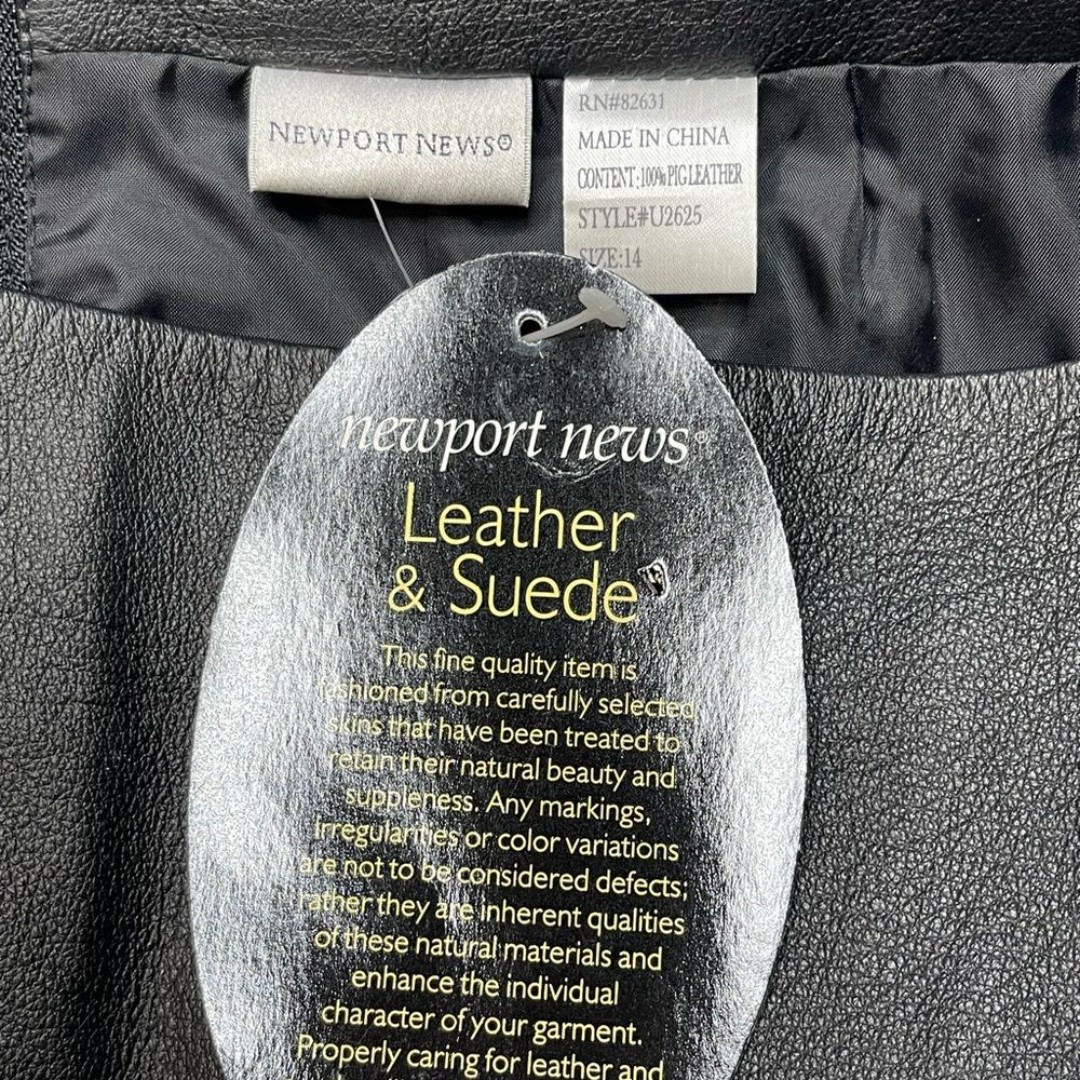 NEWPORT NEWS®
RN#82631
MADE IN CHINA
CONTENT:100% PIG LEATHER
STYLE#U2625
SIZE:14
newport news®
Leather
& Suede
This fine quality item is
fashioned from carefully selected
skins that have been treated to
retain their natural beauty and
suppleness. Any markings,
irregularities or color variations
are not to be considered defects;
rather they are inherent qualities
of these natural materials and
enhance the individual
character of your garment.
Properly caring for leather and